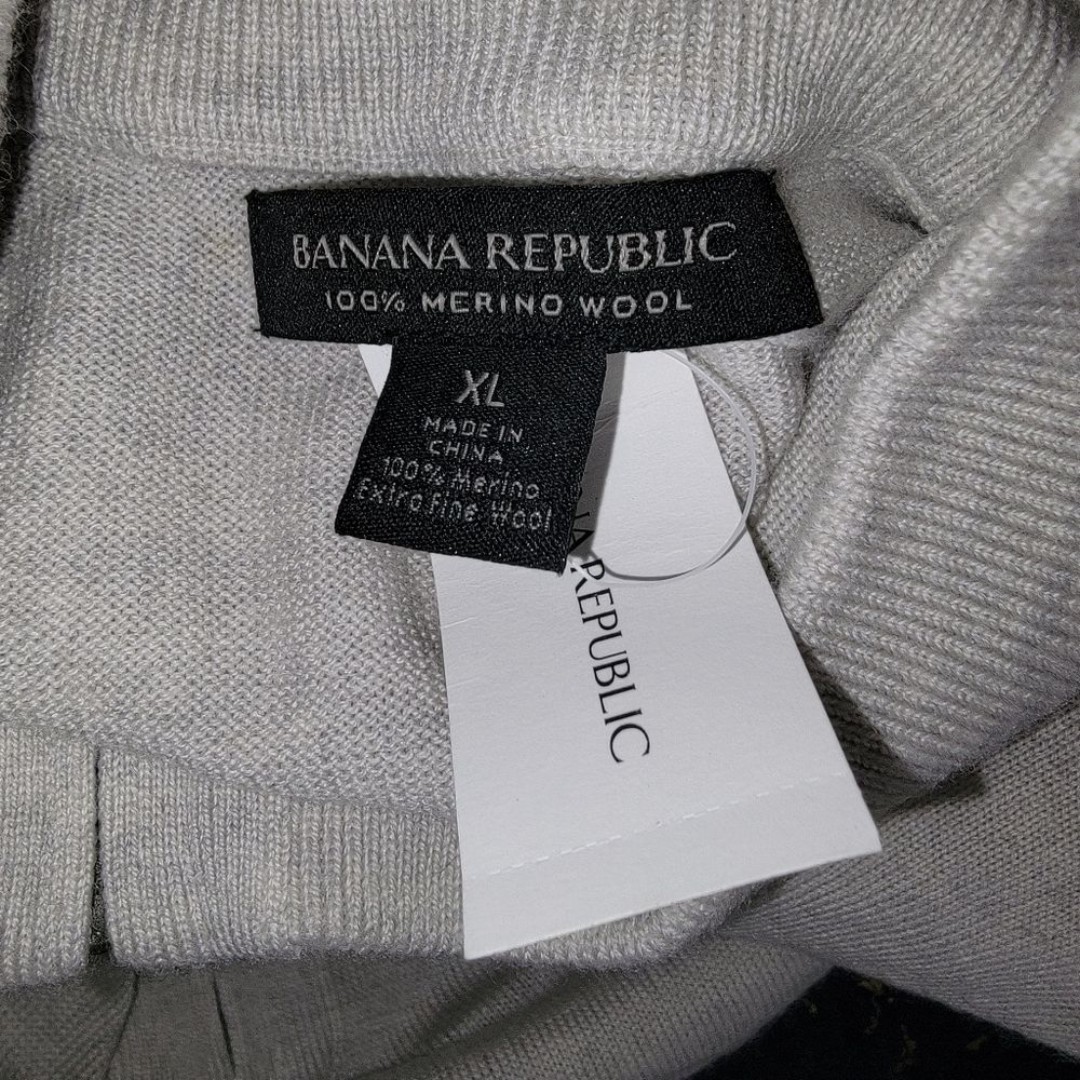 BANANA REPUBLIC
100% MERINO WOOL
XL
MADE IN
CHINA
100% Merino
Extra Fine Wool
REPUBLIC